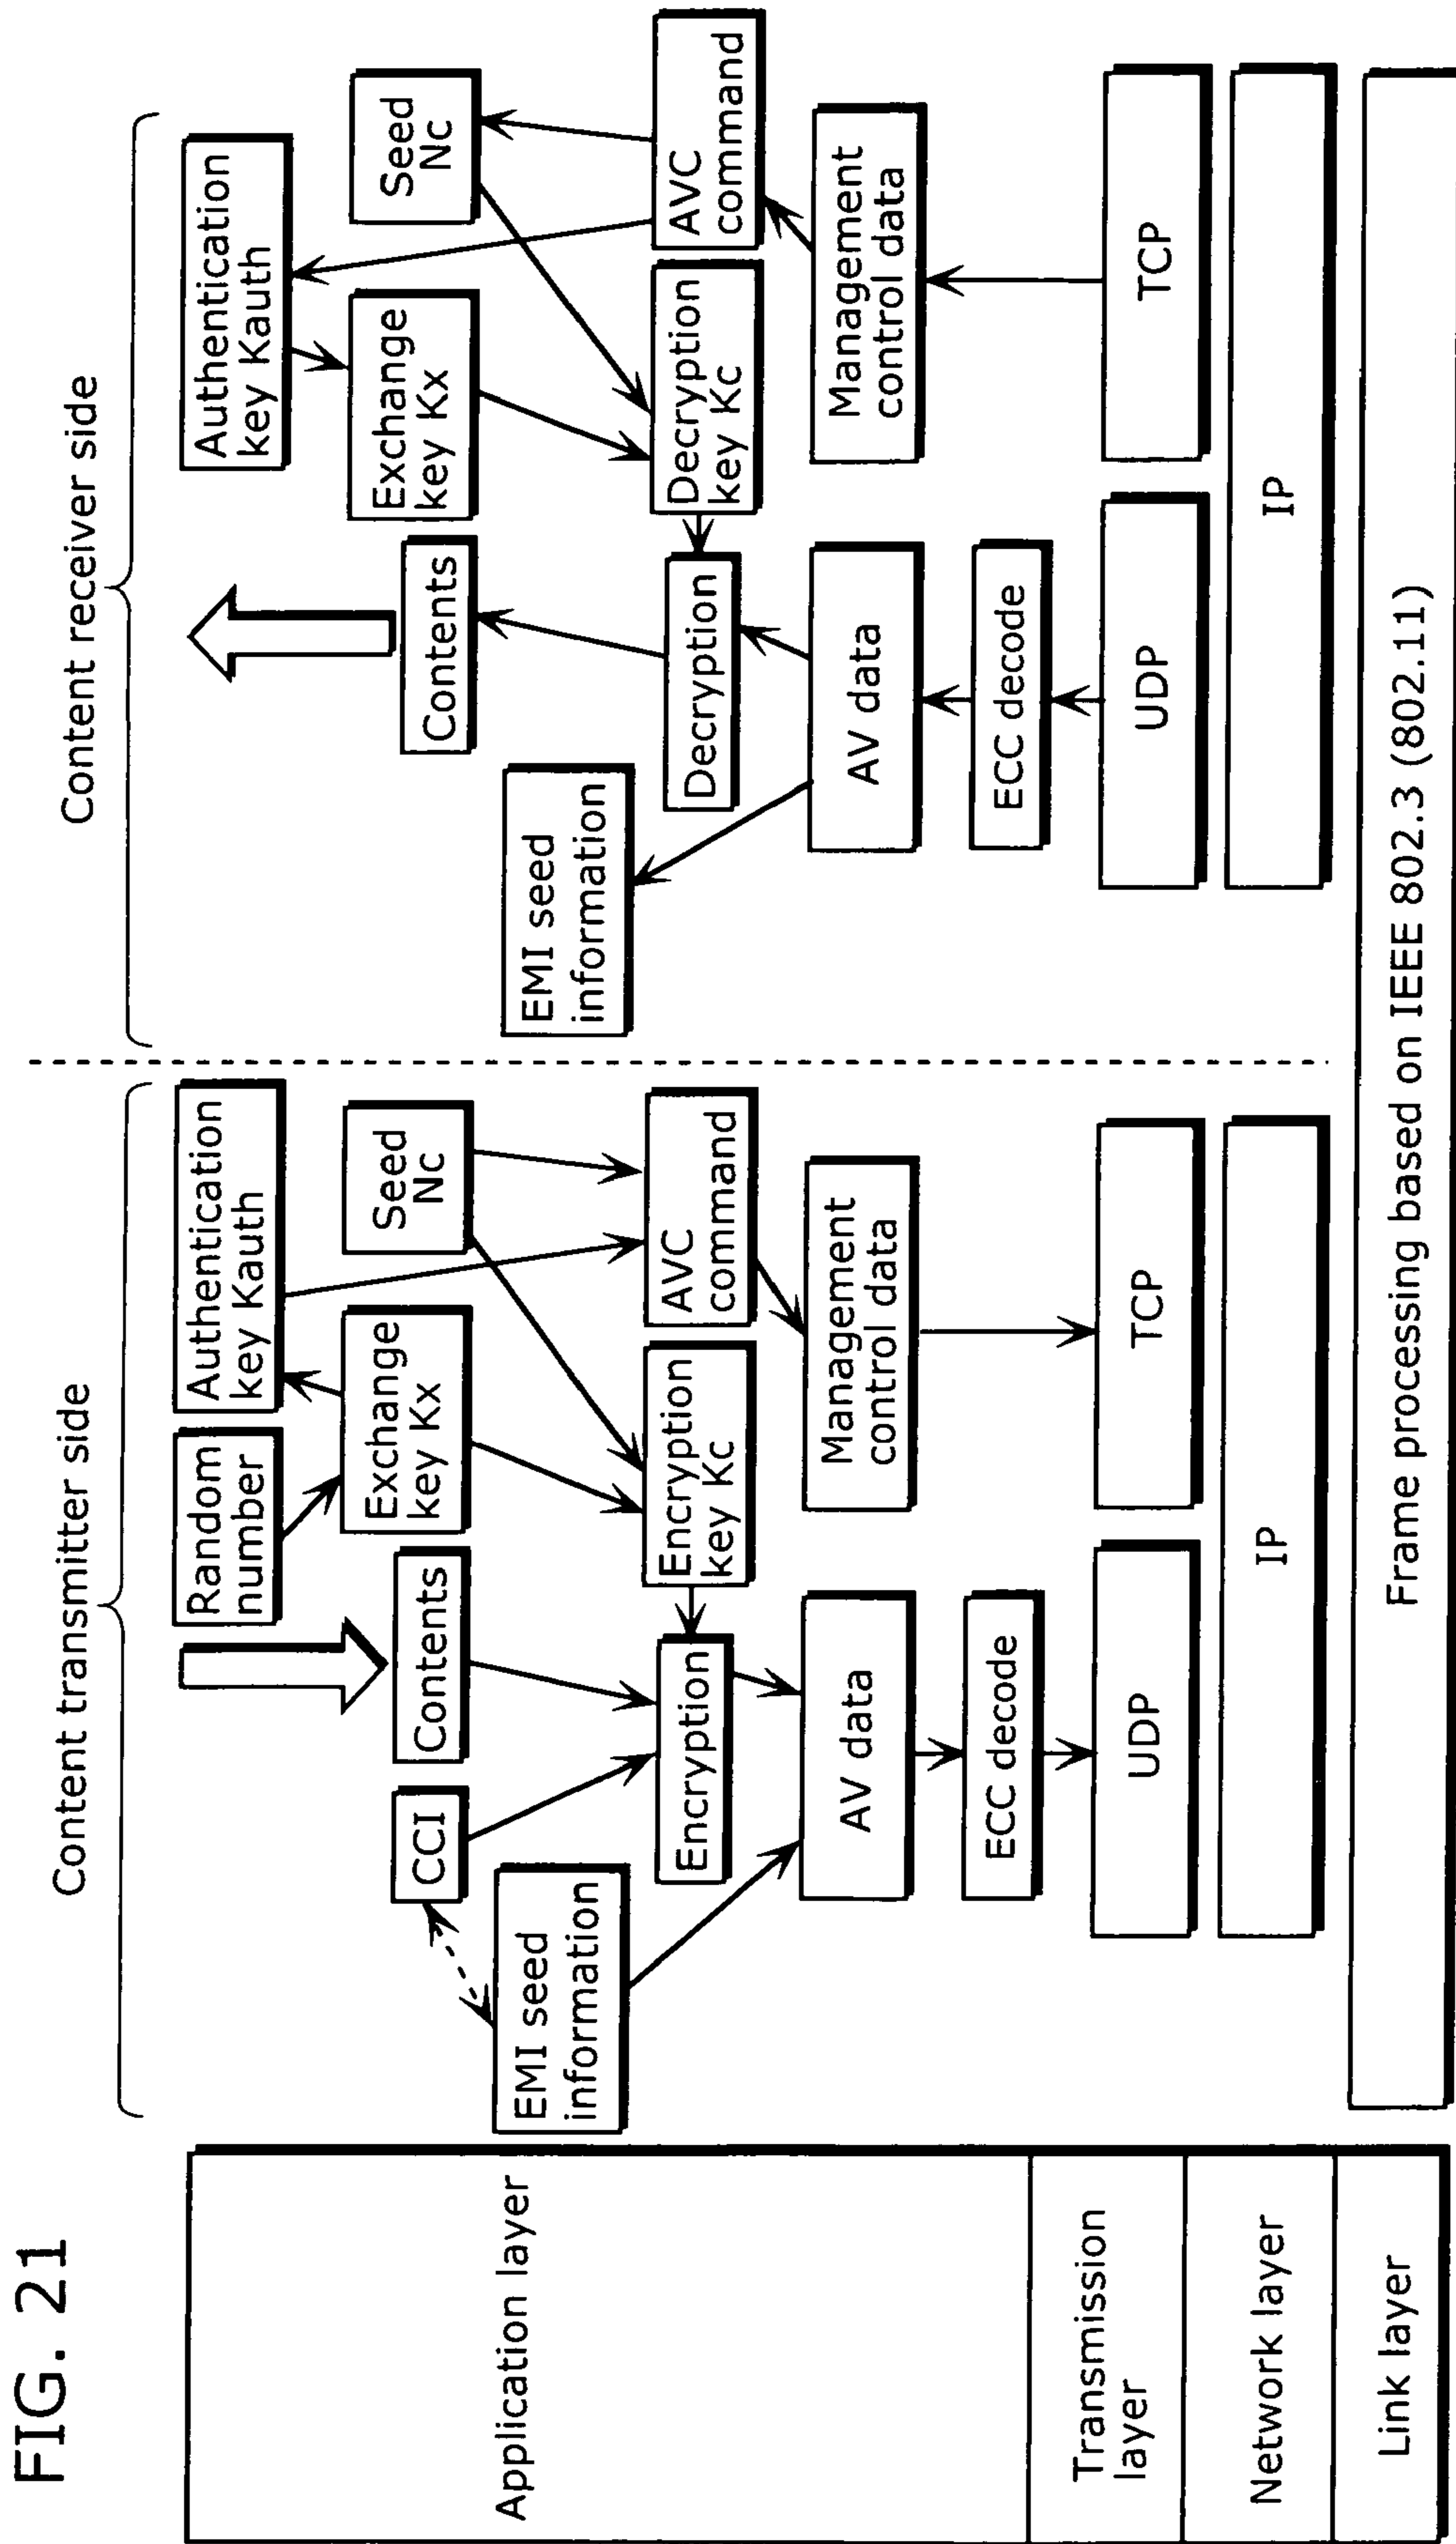 FIG. 21
Application layer
Transmission
layer
Network layer
Link layer
Content transmitter side
Random
number
Authentication
key Kauth
Contents
Exchange
key Kx
Seed
Nc
CCI
EMI seed
information
Encryption
Encryption
key Kc
AVC
command
AV data
Management
control data
ECC decode
UDP
TCP
IP
Content receiver side
Authentication
key Kauth
Contents
Exchange
key Kx
Seed
Nc
EMI seed
information
Decryption
Decryption
key Kc
AVC
command
AV data
Management
control data
ECC decode
UDP
TCP
IP
Frame processing based on IEEE 802.3 (802.11)